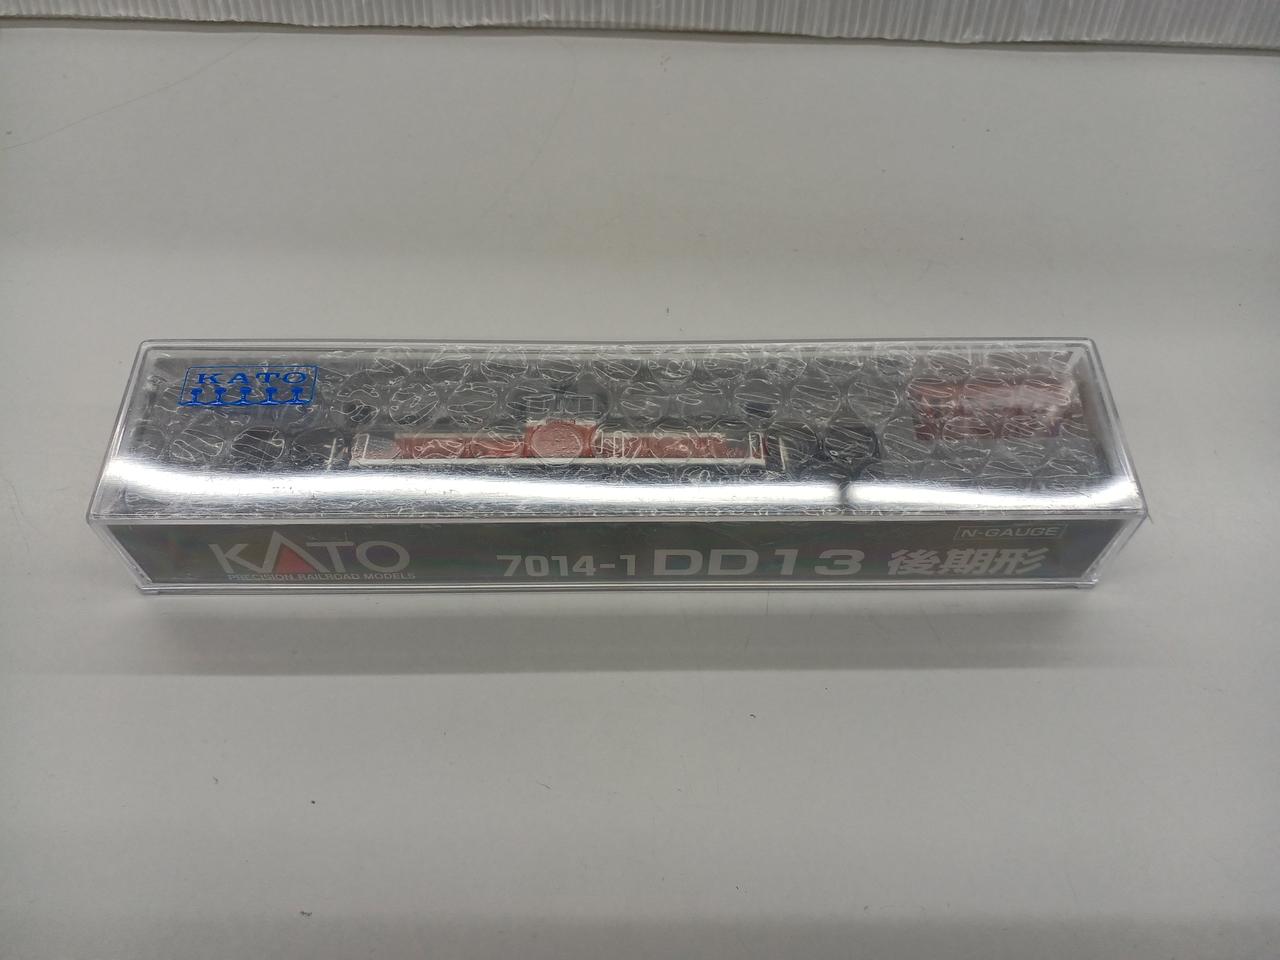 KATO
N-GAUGE
KATO
PRECISION RAILROAD MODELS
7014-1 DD13 後期形